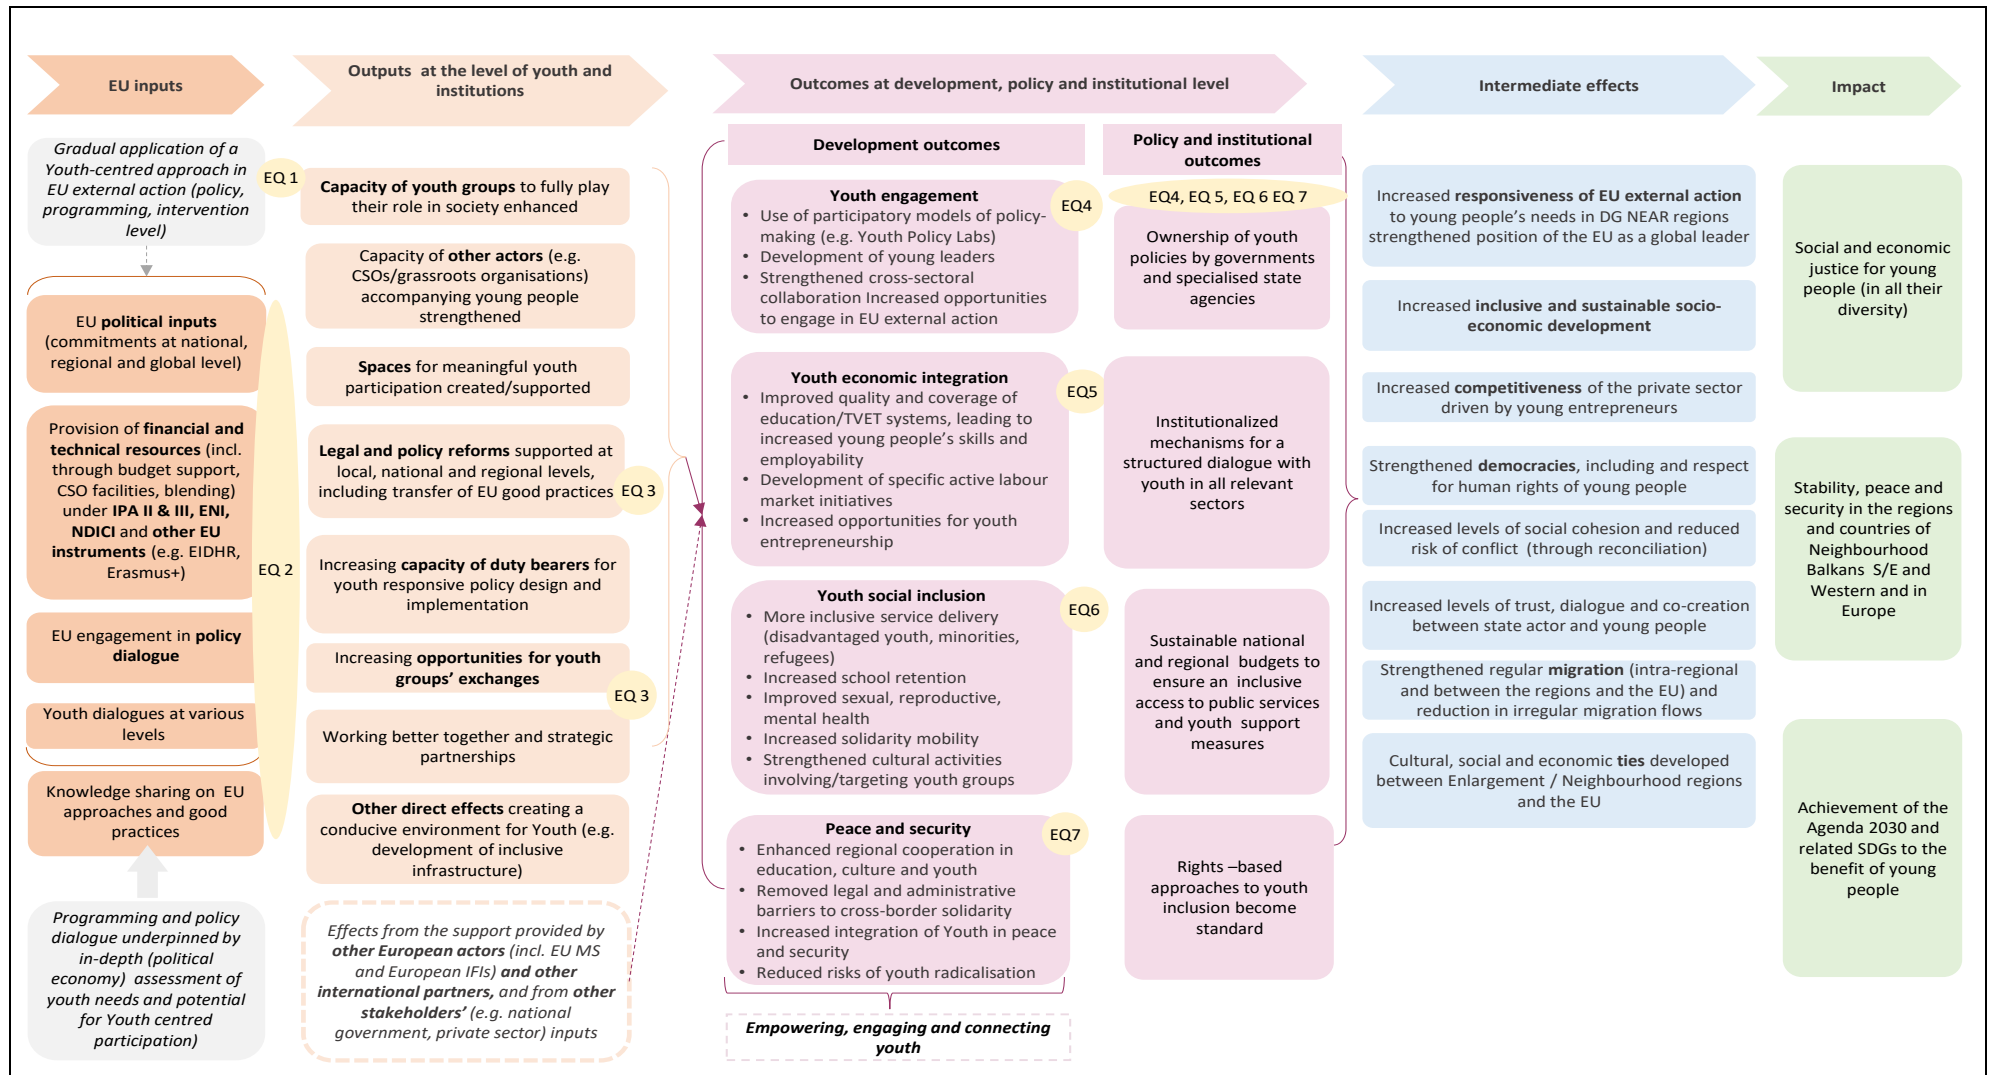 EU inputs
Outputs at the level of youth and
institutions
Outcomes at development, policy and institutional level
Intermediate effects
Impact
Gradual application of a
Youth-centred approach in
EU external action (policy,
programming, intervention
level)
EQ 1
EU political inputs
(commitments at national,
regional and global level)
Provision of financial and
technical resources (incl.
through budget support,
CSO facilities, blending)
under IPA II & III, ENI,
NDICI and other EU
instruments (e.g. EIDHR,
Erasmus+)
EQ 2
EU engagement in policy
dialogue
Youth dialogues at various
levels
Knowledge sharing on EU
approaches and good
practices
Programming and policy
dialogue underpinned by
in-depth (political
economy) assessment of
youth needs and potential
for Youth centred
participation)
Capacity of youth groups to fully play
their role in society enhanced
Capacity of other actors (e.g.
CSOs/grassroots organisations)
accompanying young people
strengthened
Spaces for meaningful youth
participation created/supported
Legal and policy reforms supported at
local, national and regional levels,
including transfer of EU good practices
EQ 3
Increasing capacity of duty bearers for
youth responsive policy design and
implementation
Increasing opportunities for youth
groups' exchanges
EQ 3
Working better together and strategic
partnerships
Other direct effects creating a
conducive environment for Youth (e.g.
development of inclusive
infrastructure)
Effects from the support provided by
other European actors (incl. EU MS
and European IFIs) and other
international partners, and from other
stakeholders' (e.g. national
government, private sector) inputs
Development outcomes
Youth engagement
• Use of participatory models of policy-
making (e.g. Youth Policy Labs)
• Development of young leaders
• Strengthened cross-sectoral
collaboration Increased opportunities
to engage in EU external action
EQ4
Youth economic integration
• Improved quality and coverage of
education/TVET systems, leading to
increased young people's skills and
employability
• Development of specific active labour
market initiatives
• Increased opportunities for youth
entrepreneurship
EQ5
Youth social inclusion
• More inclusive service delivery
(disadvantaged youth, minorities,
refugees)
• Increased school retention
• Improved sexual, reproductive,
mental health
• Increased solidarity mobility
• Strengthened cultural activities
involving/targeting youth groups
EQ6
Peace and security
• Enhanced regional cooperation in
education, culture and youth
• Removed legal and administrative
barriers to cross-border solidarity
• Increased integration of Youth in peace
and security
• Reduced risks of youth radicalisation
EQ7
Empowering, engaging and connecting
youth
Policy and institutional
outcomes
EQ4, EQ 5, EQ 6 EQ 7
Ownership of youth
policies by governments
and specialised state
agencies
Institutionalized
mechanisms for a
structured dialogue with
youth in all relevant
sectors
Sustainable national
and regional budgets to
ensure an inclusive
access to public services
and youth support
measures
Rights –based
approaches to youth
inclusion become
standard
Increased responsiveness of EU external action
to young people's needs in DG NEAR regions
strengthened position of the EU as a global leader
Increased inclusive and sustainable socio-
economic development
Increased competitiveness of the private sector
driven by young entrepreneurs
Strengthened democracies, including and respect
for human rights of young people
Increased levels of social cohesion and reduced
risk of conflict (through reconciliation)
Increased levels of trust, dialogue and co-creation
between state actor and young people
Strengthened regular migration (intra-regional
and between the regions and the EU) and
reduction in irregular migration flows
Cultural, social and economic ties developed
between Enlargement / Neighbourhood regions
and the EU
Social and economic
justice for young
people (in all their
diversity)
Stability, peace and
security in the regions
and countries of
Neighbourhood
Balkans S/E and
Western and in
Europe
Achievement of the
Agenda 2030 and
related SDGs to the
benefit of young
people